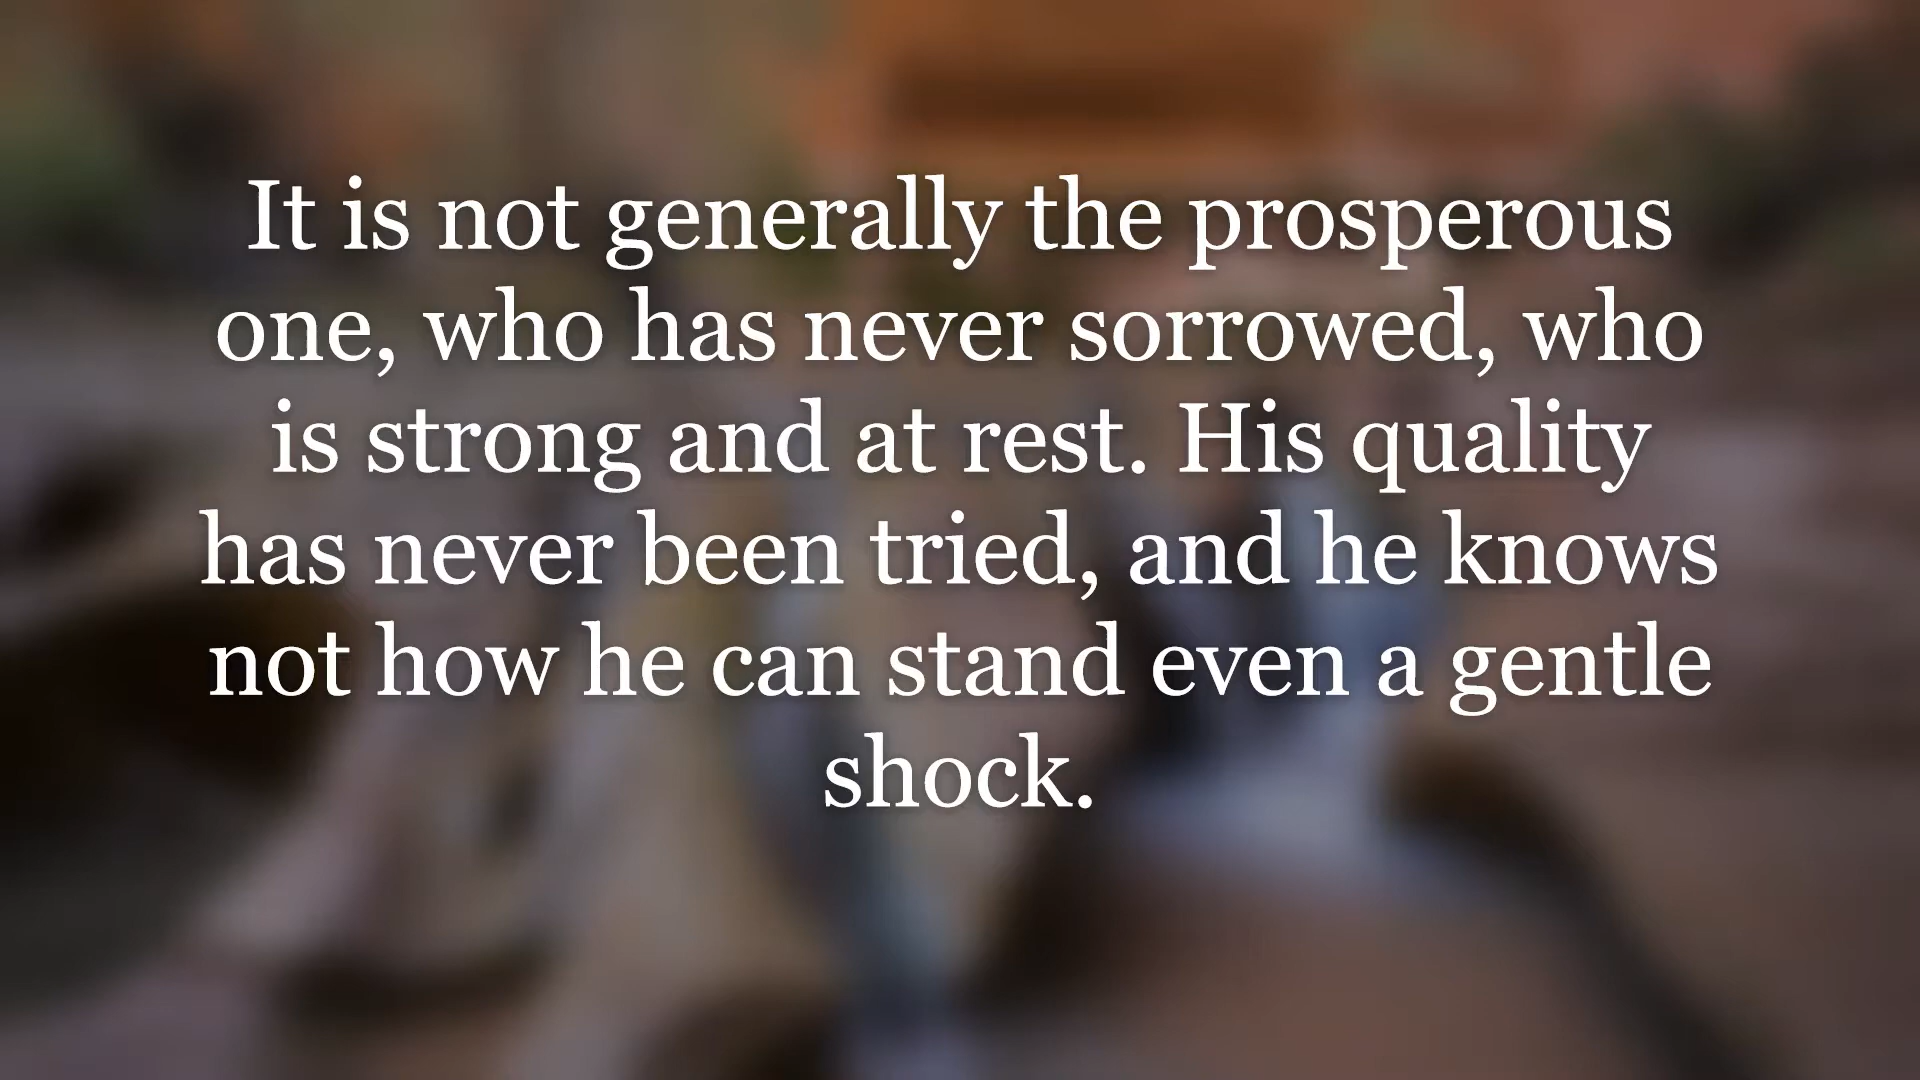 It is not generally the prosperous
one, who has never sorrowed, who
is strong and at rest. His quality
has never been tried, and he knows
not how he can stand even a gentle
shock.